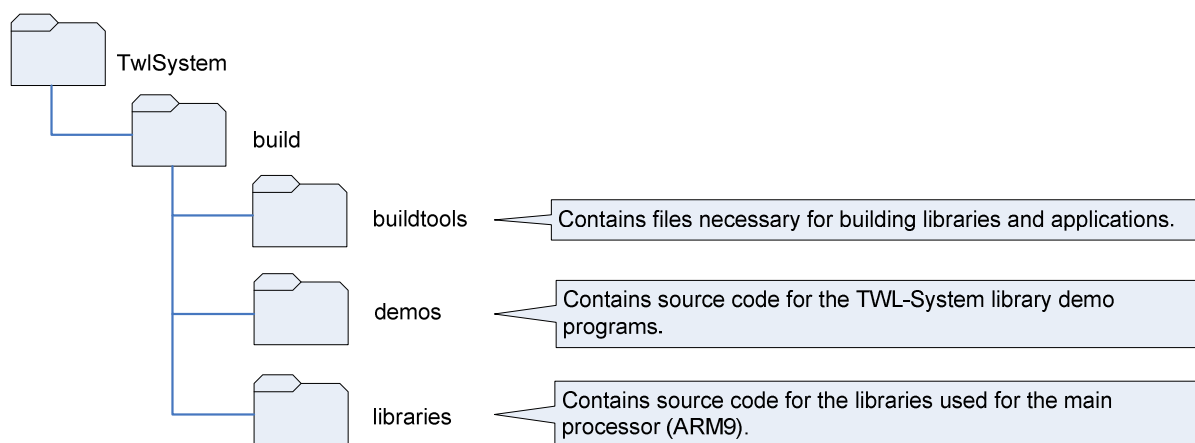 TwlSystem
build
buildtools
Contains files necessary for building libraries and applications.
demos
Contains source code for the TWL-System library demo
programs.
libraries
Contains source code for the libraries used for the main
processor (ARM9).